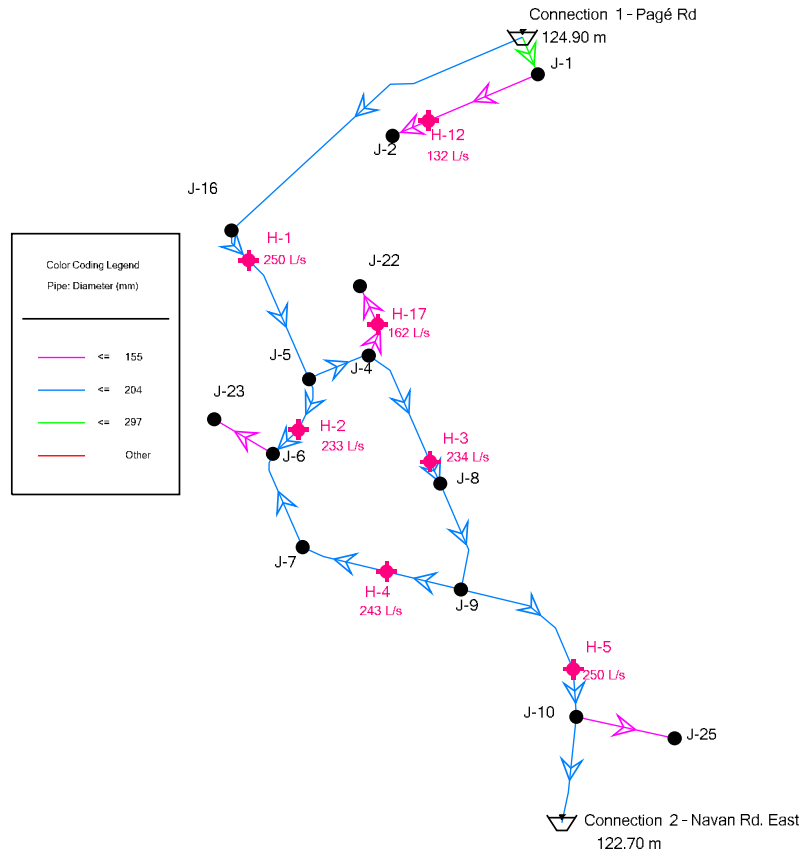 Connection 1 - Pagé Rd
124.90 m
J-1
H-12
J-2
132 L/s
J-16
H-1
250 L/s
J-22
Color Coding Legend
Pipe: Diameter (mm)
<= 155
<= 204
<= 297
Other
H-17
162 L/s
J-5
J-4
J-23
H-2
233 L/s
H-3
234 L/s
J-6
J-8
J-7
H-4
243 L/s
J-9
H-5
250 L/s
J-10
J-25
Connection 2 - Navan Rd. East
122.70 m